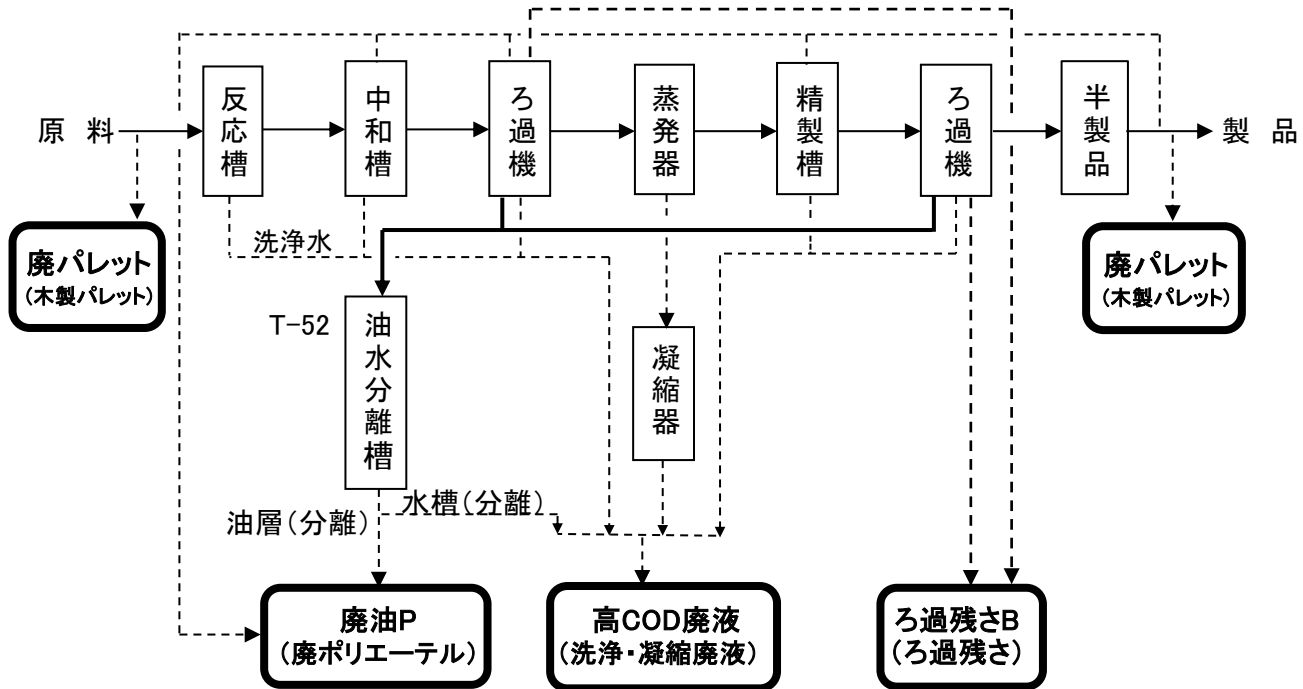 原 料
反応槽
中和槽
ろ過機
蒸発器
精製槽
ろ過機
半製品
製 品
廃パレット
(木製パレット)
洗浄水
廃パレット
(木製パレット)
T-52
油水分離槽
凝縮器
油層(分離)
水槽(分離)
廃油P
(廃ポリエーテル)
高COD廃液
(洗浄・凝縮廃液)
ろ過残さB
(ろ過残さ)